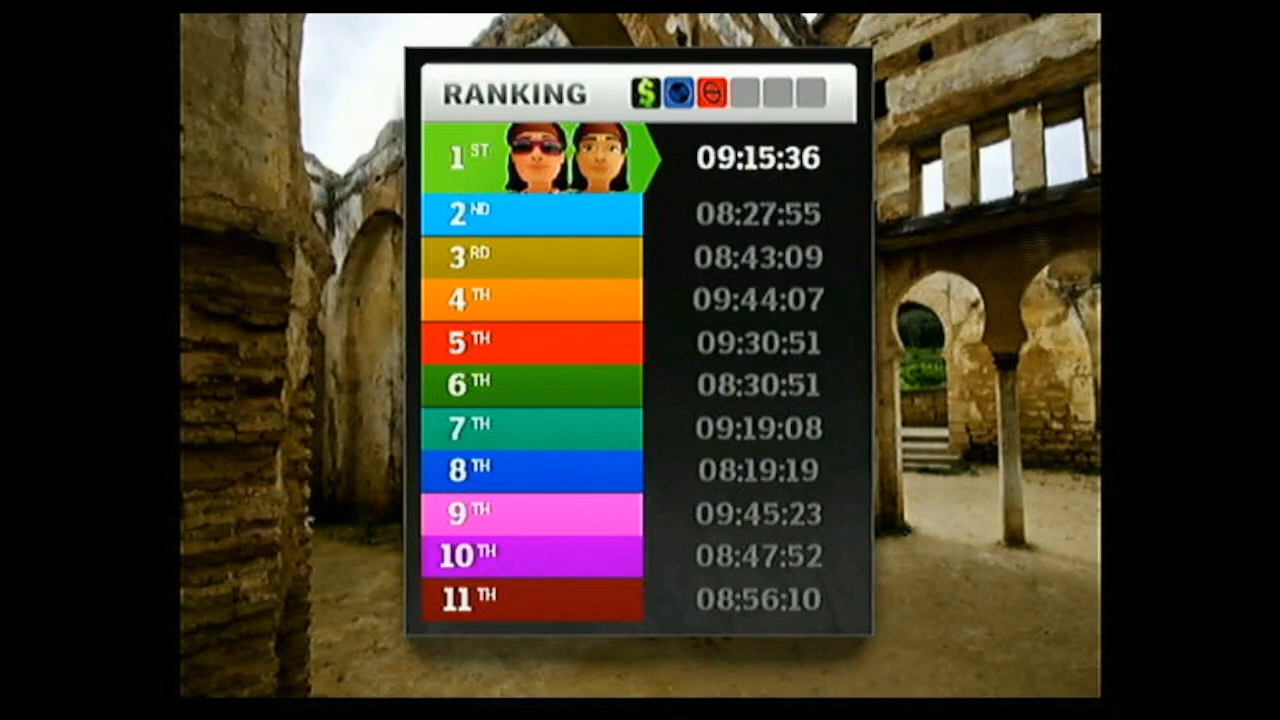 RANKING $
1ST 09:15:36
2ND 08:27:55
3RD 08:43:09
4TH 09:44:07
5TH 09:30:51
6TH 08:30:51
7TH 09:19:08
8TH 08:19:19
9TH 09:45:23
10TH 08:47:52
11TH 08:56:10